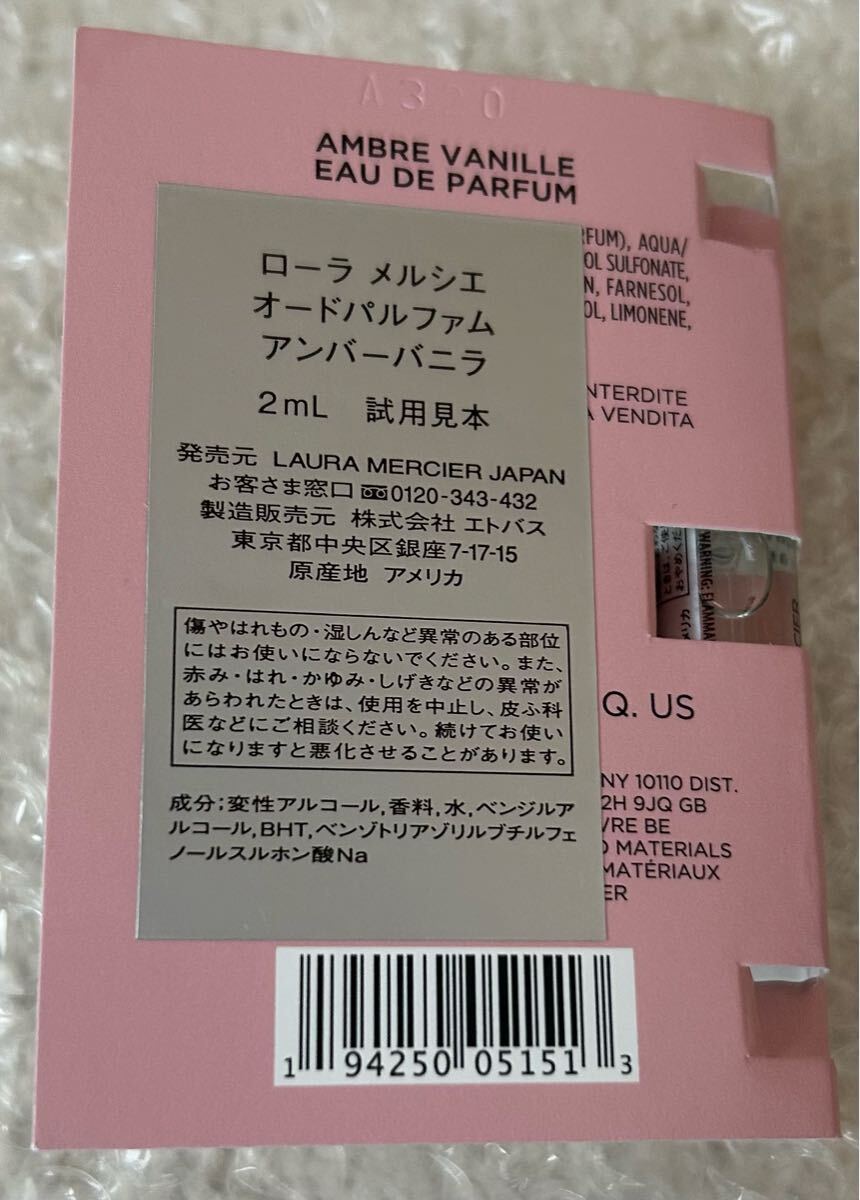 A320
AMBRE VANILLE
EAU DE PARFUM
RFUM), AQUA/
OL SULFONATE,
N, FARNESOL,
OL, LIMONENE,
NTERDITE
A VENDITA
ローラ メルシエ
オードパルファム
アンバーバニラ
2mL 試用見本
発売元 LAURA MERCIER JAPAN
お客さま窓口 0120-343-432
製造販売元 株式会社 エトバス
東京都中央区銀座7-17-15
原産地 アメリカ
傷やはれもの・湿しんなど異常のある部位
にはお使いにならないでください。また、
赤み・はれ・かゆみ・しげきなどの異常が
あらわれたときは、使用を中止し、皮ふ科
医などにご相談ください。続けてお使い
になりますと悪化させることがあります。
成分;変性アルコール,香料,水,ベンジルア
ルコール,BHT,ベンゾトリアゾリルブチルフェ
ノールスルホン酸Na
WARNING: FLAMMA
CIER
Q. US
NY 10110 DIST.
2H 9JQ GB
VRE BE
D MATERIALS
MATÉRIAUX
ER
1 94250 05151 3